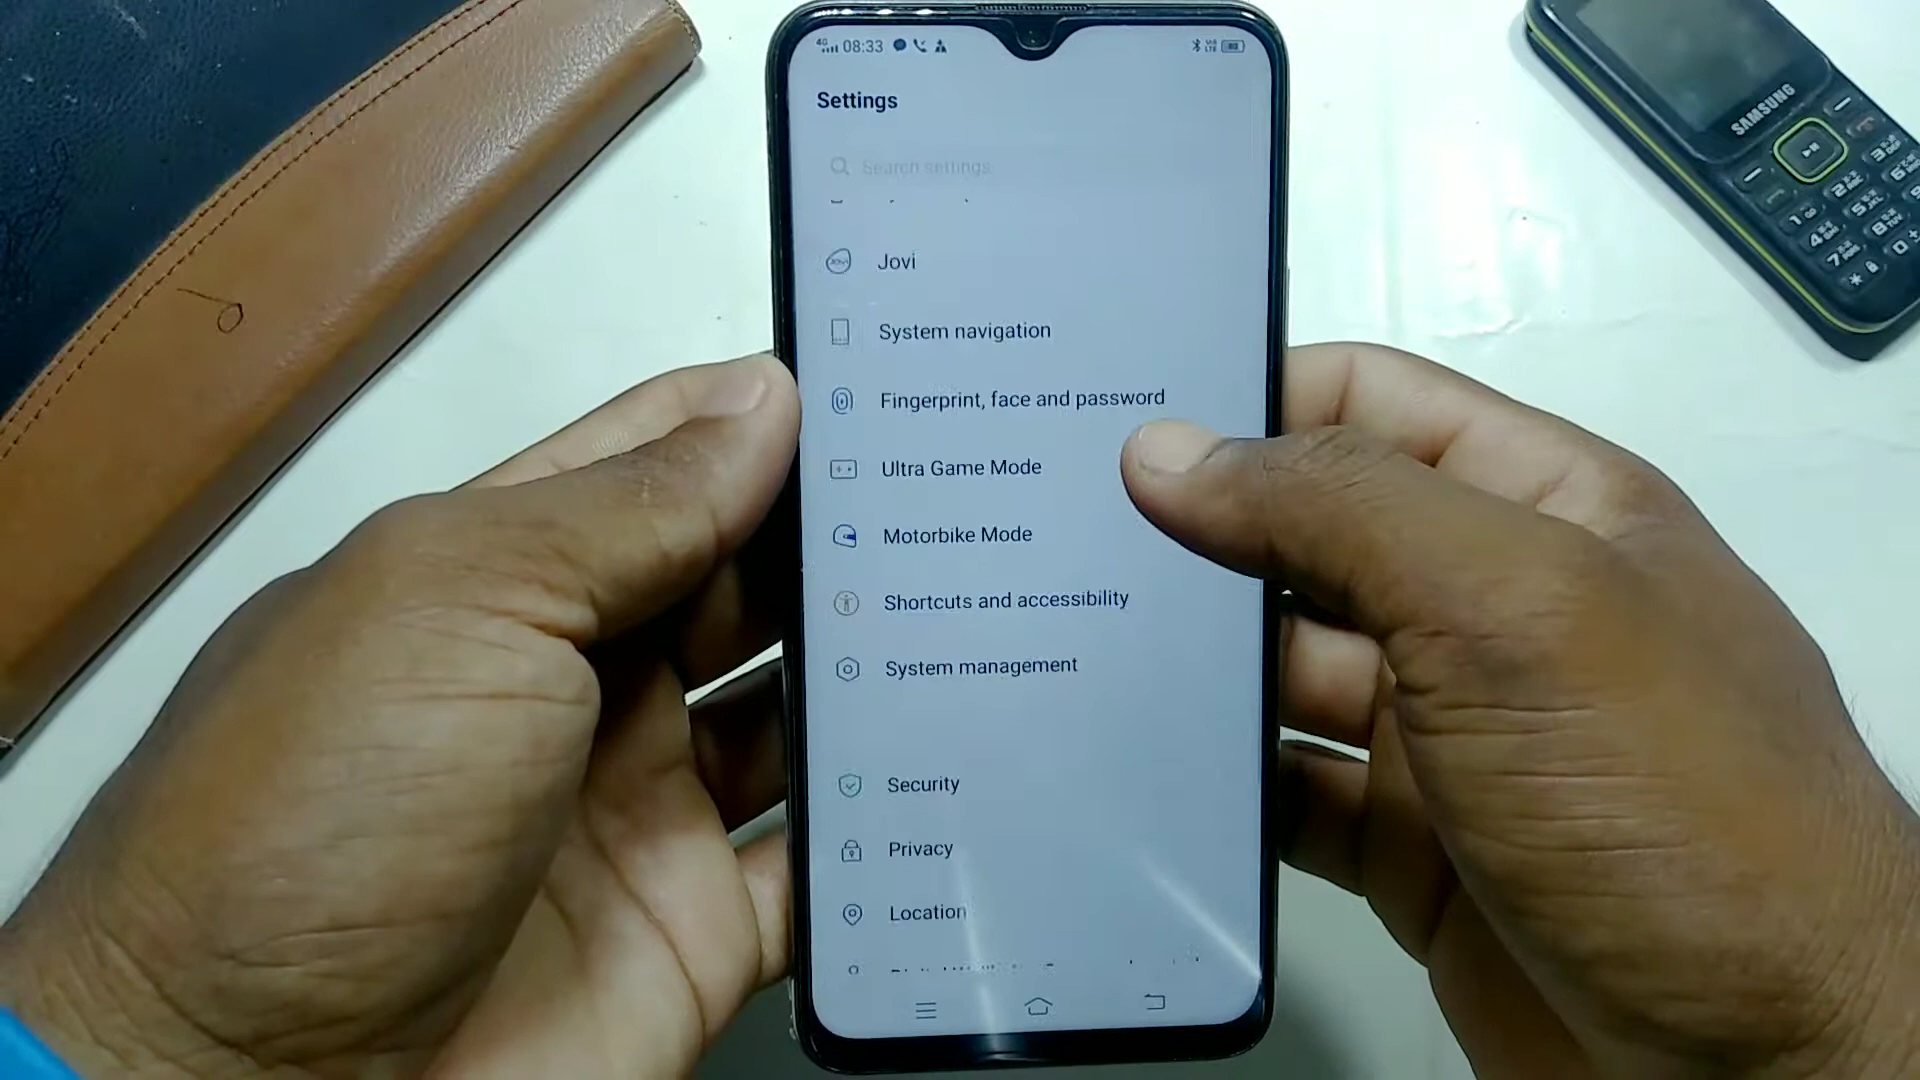 4G 08:33
Settings
Search settings
Jovi
System navigation
Fingerprint, face and password
Ultra Game Mode
Motorbike Mode
Shortcuts and accessibility
System management
Security
Privacy
Location
SAMSUNG